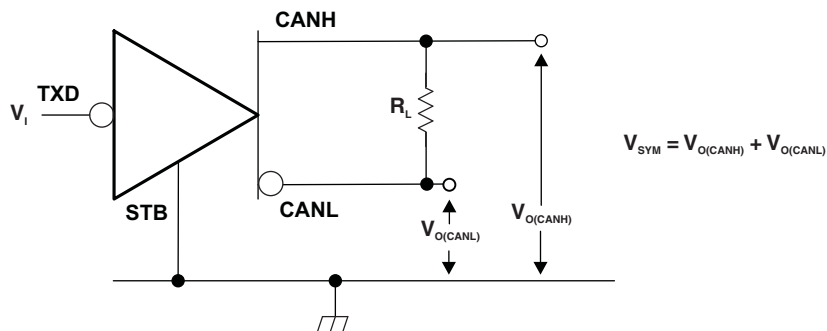 CANH
TXD
V_I
R_L
V_SYM = V_O(CANH) + V_O(CANL)
STB
CANL
V_O(CANL)
V_O(CANH)